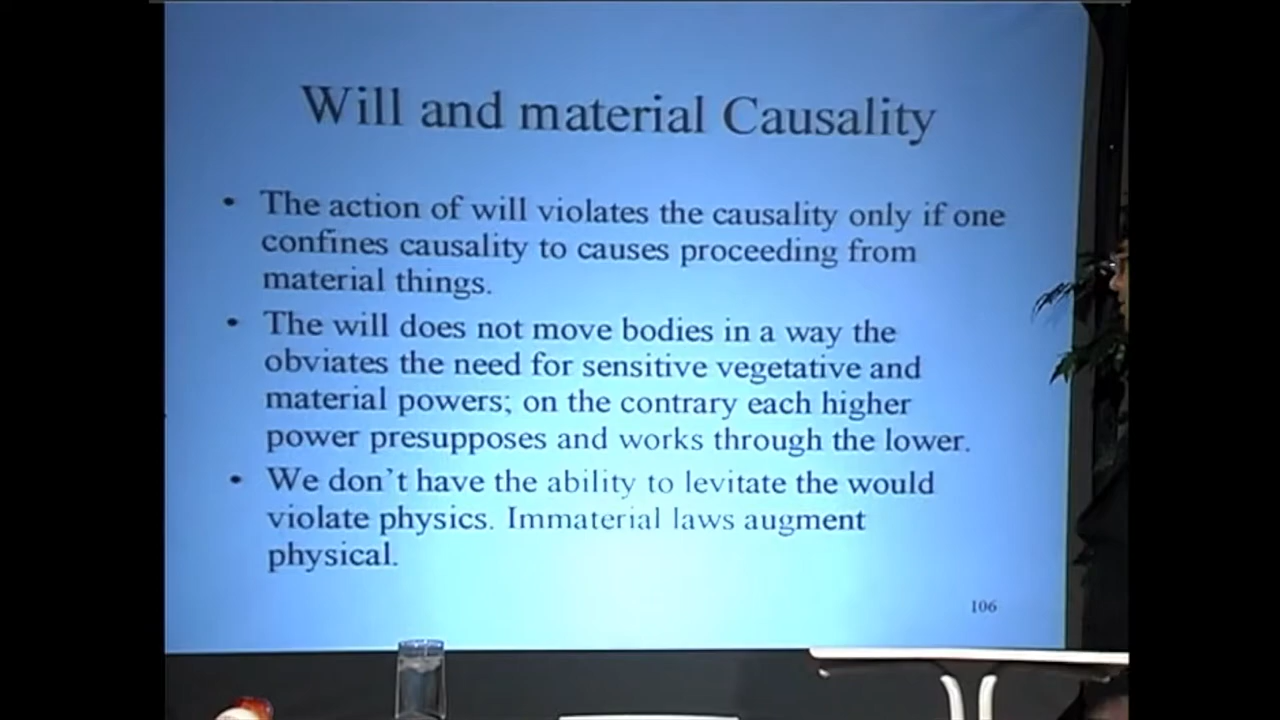 Will and material Causality
• The action of will violates the causality only if one
confines causality to causes proceeding from
material things.
• The will does not move bodies in a way the
obviates the need for sensitive vegetative and
material powers; on the contrary each higher
power presupposes and works through the lower.
• We don't have the ability to levitate the would
violate physics. Immaterial laws augment
physical.
106